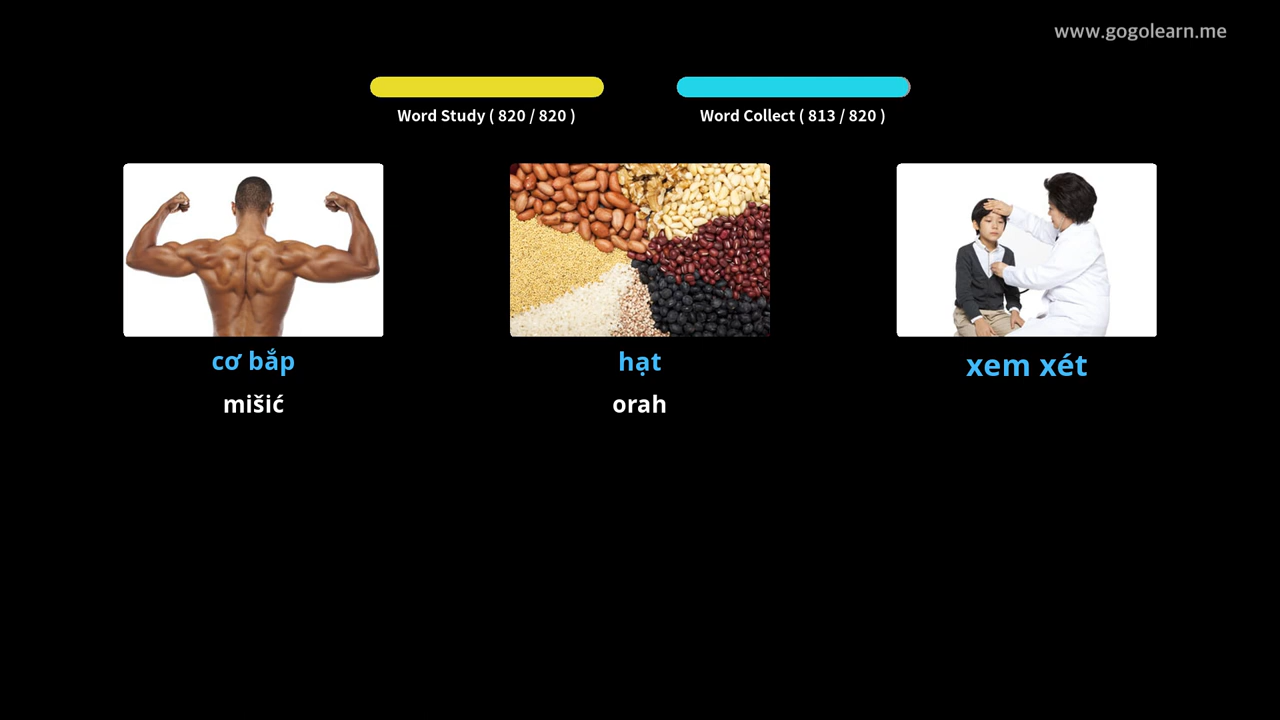 www.gogolearn.me
Word Study ( 820 / 820 )
Word Collect ( 813 / 820 )
cơ bắp
hạt
xem xét
mišić
orah